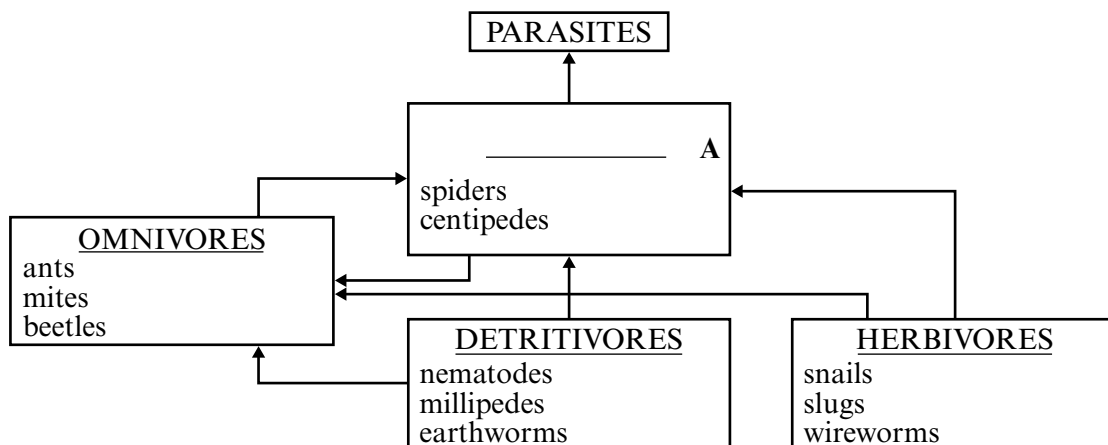 PARASITES
A
spiders
centipedes
OMNIVORES
ants
mites
beetles
DETRITIVORES
nematodes
millipedes
earthworms
HERBIVORES
snails
slugs
wireworms